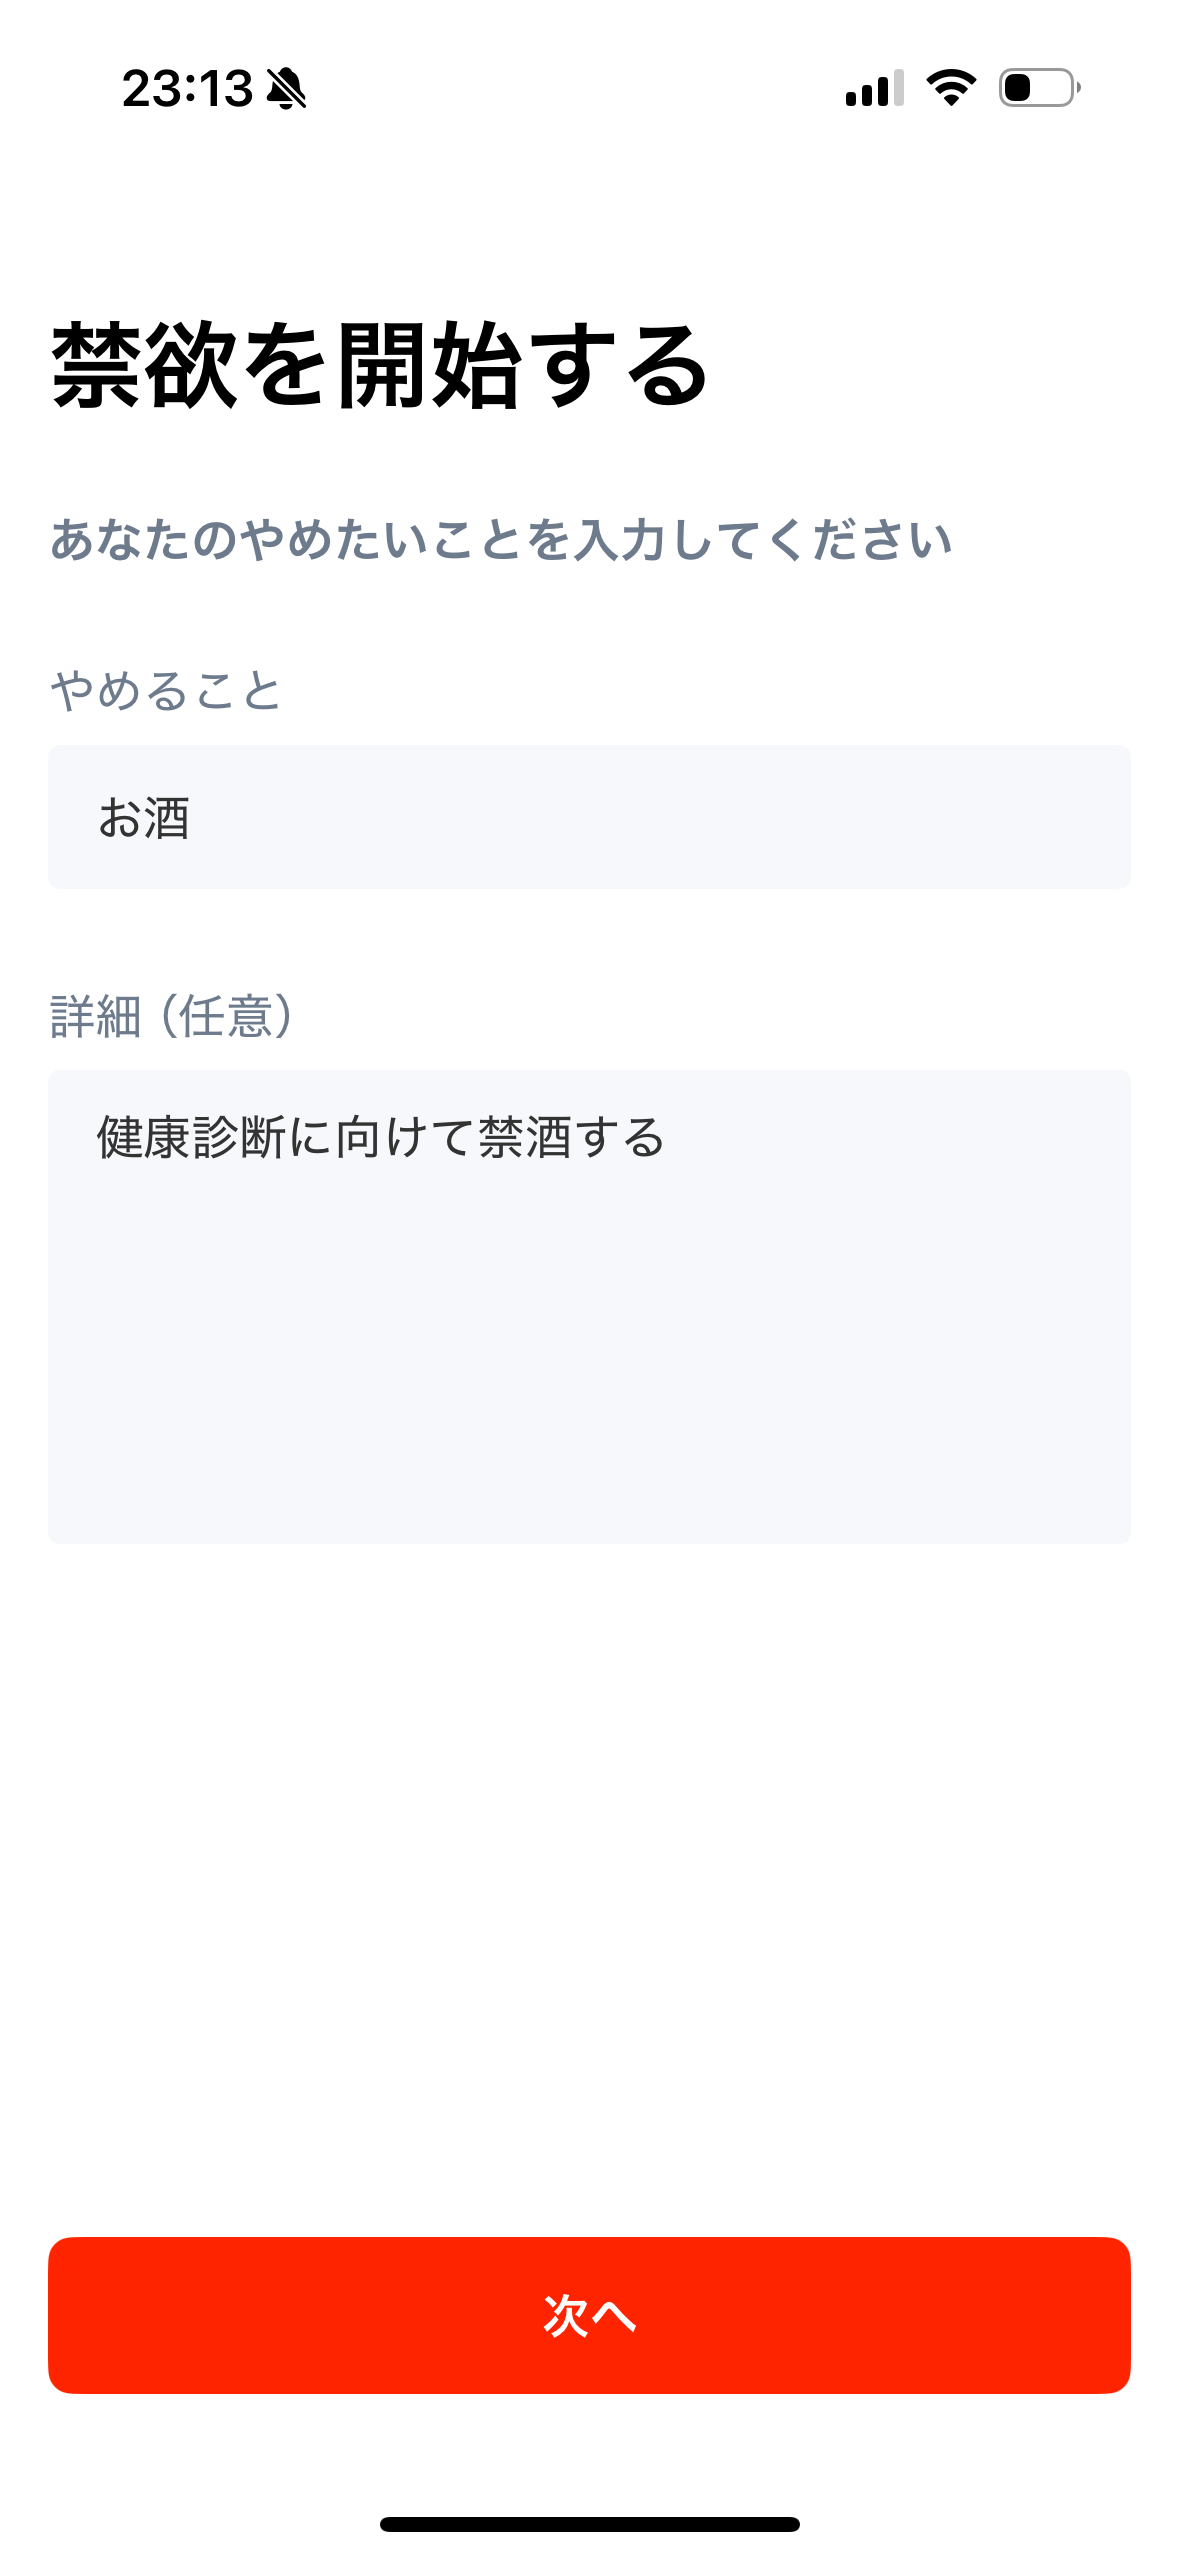 23:13
禁欲を開始する
あなたのやめたいことを入力してください
やめること
お酒
詳細（任意）
健康診断に向けて禁酒する
次へ